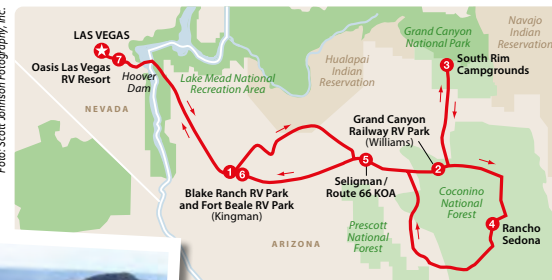 Photo: Scott Johnson Fotography, Inc.
LAS VEGAS
Oasis Las Vegas
RV Resort
7
Hoover
Dam
NEVADA
Lake Mead National
Recreation Area
Hualapai
Indian
Reservation
Grand Canyon
National Park
Navajo
Indian
Reservation
3
South Rim
Campgrounds
Grand Canyon
Railway RV Park
(Williams)
1
6
Blake Ranch RV Park
and Fort Beale RV Park
(Kingman)
5
Seligman/
Route 66 KOA
2
Coconino
National
Forest
Prescott
National
Forest
4
Rancho
Sedona
ARIZONA